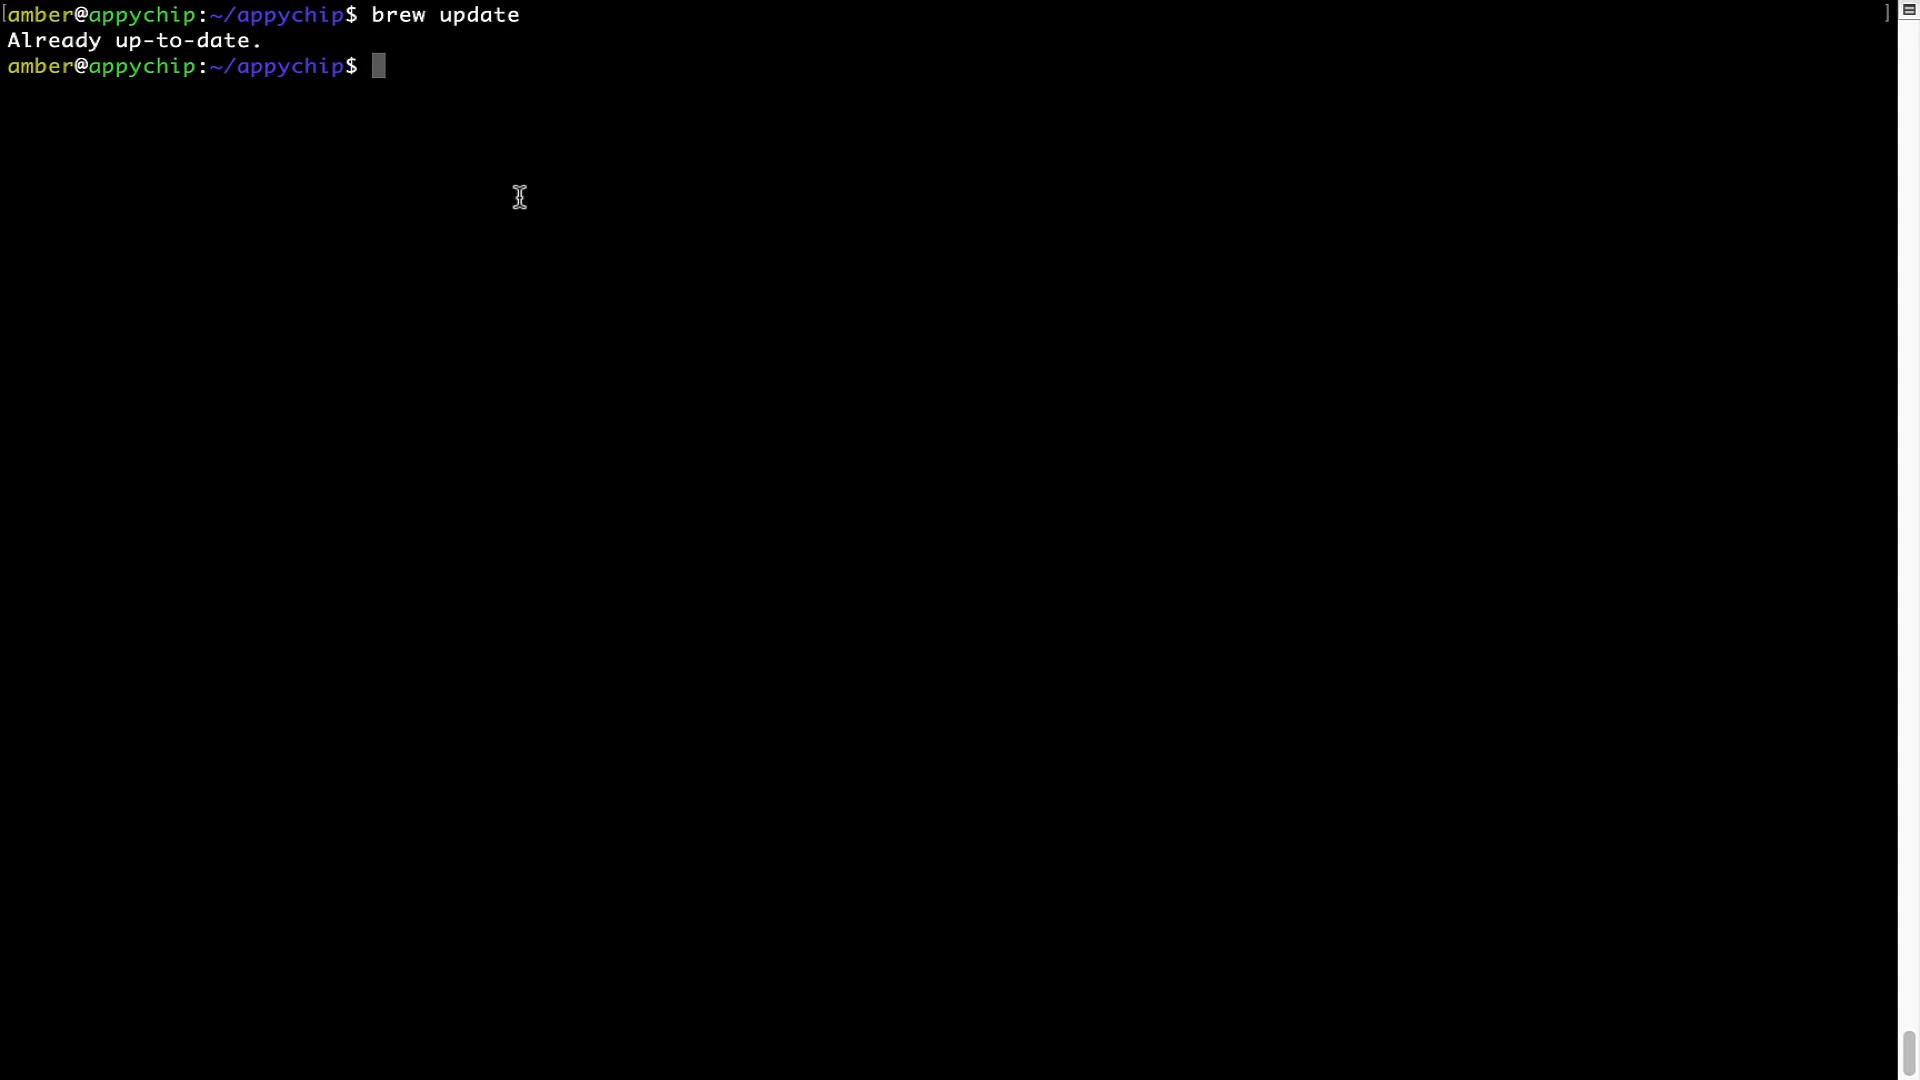 [amber@appychip:~/appychip$ brew update ]
Already up-to-date.
amber@appychip:~/appychip$